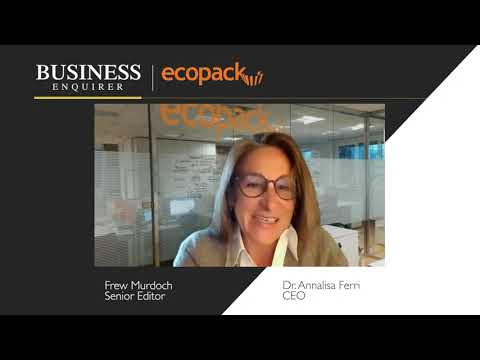 BUSINESS
ENQUIRER
ecopack
ecopack
Frew Murdoch
Senior Editor
Dr. Annalisa Ferri
CEO